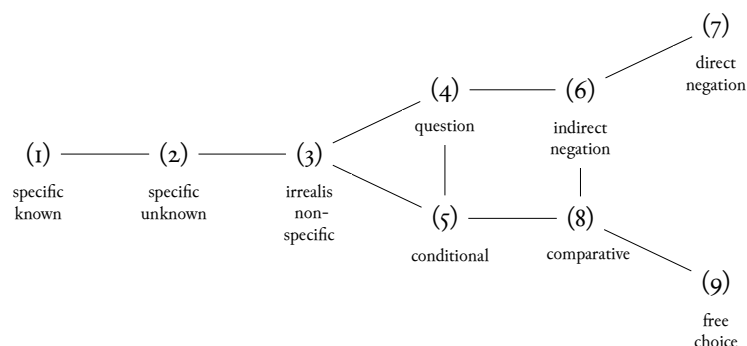 (7)
direct
negation
(4)
question
(6)
indirect
negation
(1)
specific
known
(2)
specific
unknown
(3)
irrealis
non-
specific
(5)
conditional
(8)
comparative
(9)
free
choice